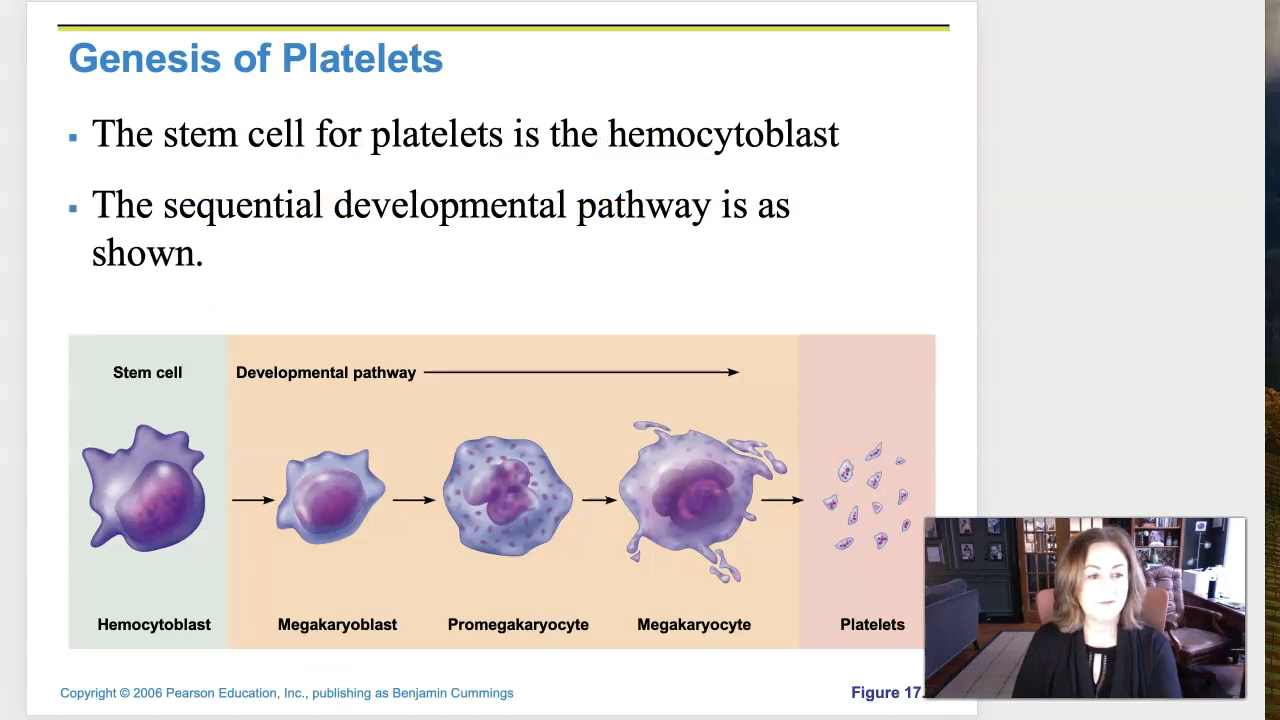 Genesis of Platelets
▪ The stem cell for platelets is the hemocytoblast
▪ The sequential developmental pathway is as
shown.
Stem cell
Developmental pathway
Hemocytoblast
Megakaryoblast
Promegakaryocyte
Megakaryocyte
Platelets
Copyright © 2006 Pearson Education, Inc., publishing as Benjamin Cummings
Figure 17.